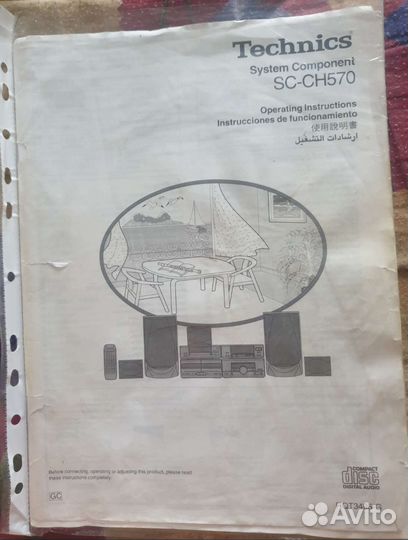 Technics
System Component
SC-CH570
Operating Instructions
Instrucciones de funcionamiento
使用說明書
ارشادات التشغيل
Before connecting, operating or adjusting this product, please read
these instructions completely.
GC
COMPACT
disc
DIGITAL AUDIO
Avito